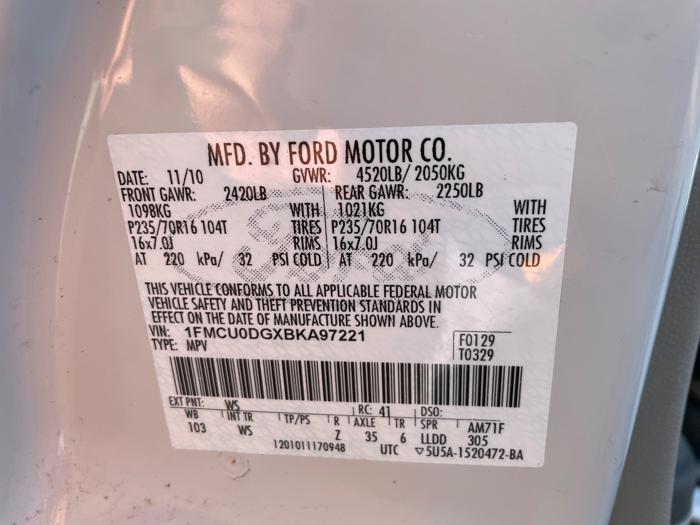 MFD. BY FORD MOTOR CO.
DATE: 11/10 GVWR: 4520LB/ 2050KG
FRONT GAWR: 2420LB REAR GAWR: 2250LB
1098KG WITH 1021KG WITH
P235/70R16 104T TIRES P235/70R16 104T TIRES
16x7.0J RIMS 16x7.0J RIMS
AT 220 kPa/ 32 PSI COLD AT 220 kPa/ 32 PSI COLD
Ford
THIS VEHICLE CONFORMS TO ALL APPLICABLE FEDERAL MOTOR
VEHICLE SAFETY AND THEFT PREVENTION STANDARDS IN
EFFECT ON THE DATE OF MANUFACTURE SHOWN ABOVE.
VIN: 1FMCU0DGXBKA97221 F0129
TYPE: MPV T0329
EXT PNT: WS RC: 41 DSO:
WB INT TR TP/PS R AXLE TR SPR AM71F
103 WS Z 35 6 LLDD 305
1201011170948 UTC ▽5U5A-1520472-BA